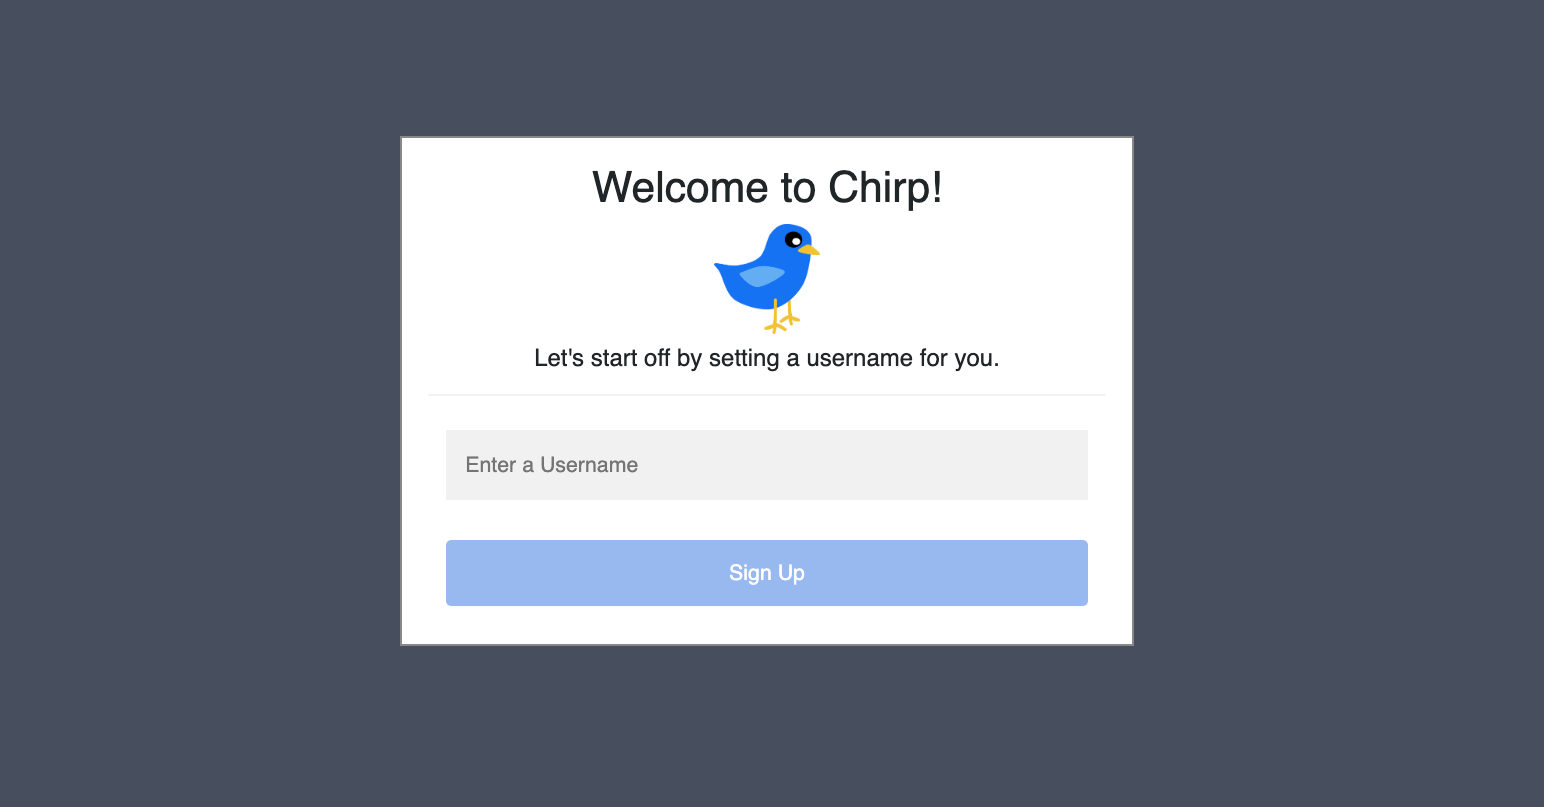 Welcome to Chirp!
Let's start off by setting a username for you.
Enter a Username
Sign Up